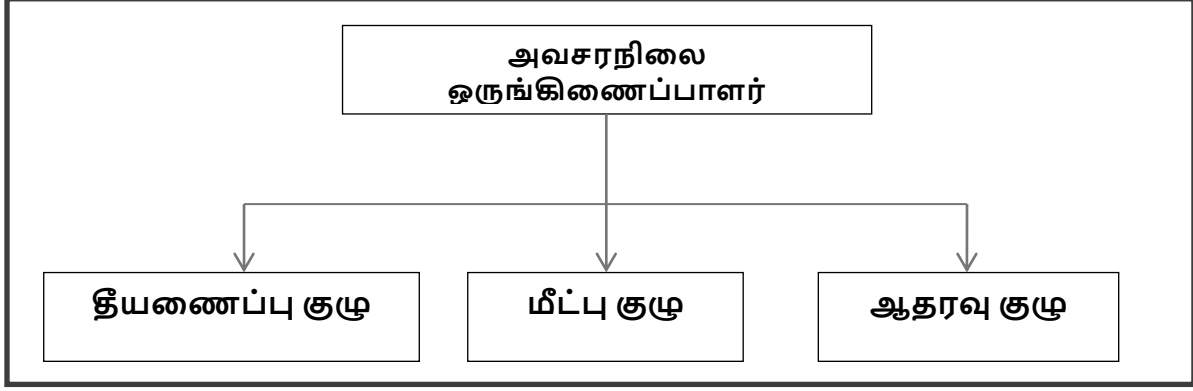 அவசரநிலை
ஒருங்கிணைப்பாளர்
தீயணைப்பு குழு
மீட்பு குழு
ஆதரவு குழு